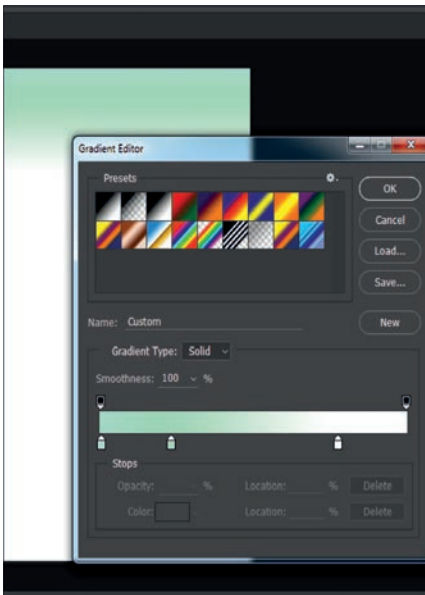 Gradient Editor
Presets
OK
Cancel
Load...
Save...
Name: Custom
New
Gradient Type: Solid
Smoothness: 100 %
Stops
Opacity: % Location: % Delete
Color: Location: % Delete